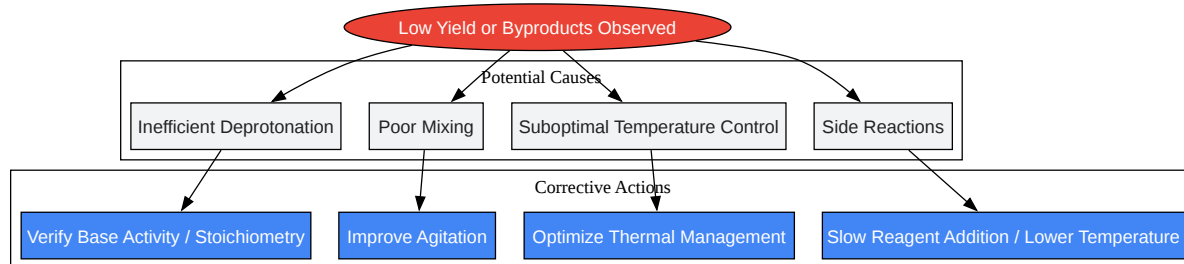 Low Yield or Byproducts Observed
Potential Causes
Inefficient Deprotonation
Poor Mixing
Suboptimal Temperature Control
Side Reactions
Corrective Actions
Verify Base Activity / Stoichiometry
Improve Agitation
Optimize Thermal Management
Slow Reagent Addition / Lower Temperature